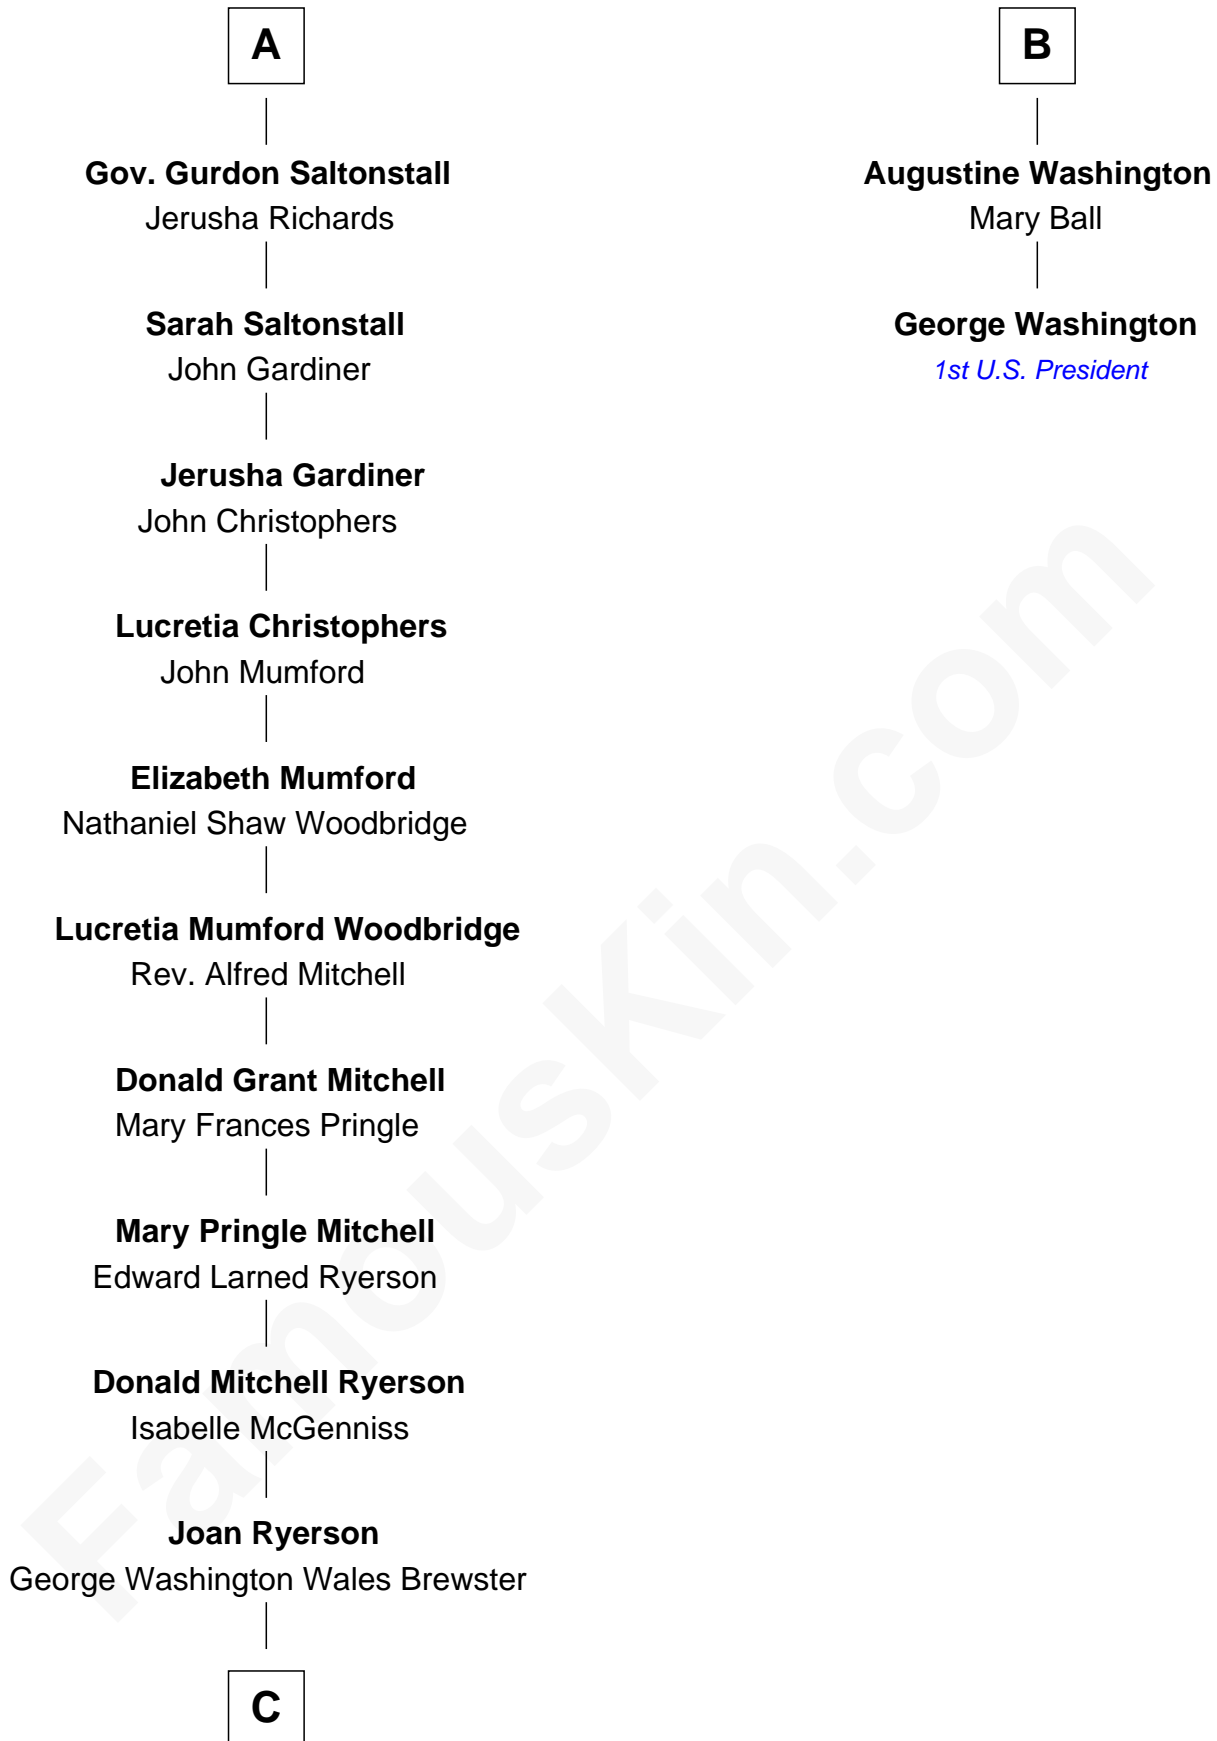 A
Gov. Gurdon Saltonstall
Jerusha Richards
Sarah Saltonstall
John Gardiner
Jerusha Gardiner
John Christophers
Lucretia Christophers
John Mumford
Elizabeth Mumford
Nathaniel Shaw Woodbridge
Lucretia Mumford Woodbridge
Rev. Alfred Mitchell
Donald Grant Mitchell
Mary Frances Pringle
Mary Pringle Mitchell
Edward Larned Ryerson
Donald Mitchell Ryerson
Isabelle McGenniss
Joan Ryerson
George Washington Wales Brewster
C
B
Augustine Washington
Mary Ball
George Washington
1st U.S. President
FamousKin.com